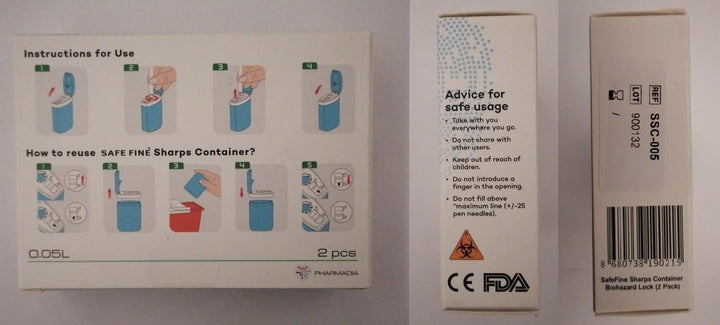 Instructions for Use
1 2 3 4
How to reuse SAFE FINE Sharps Container?
1 2 3 4 5
0.05L
2 pcs
PHARMADIA
Advice for
safe usage
• Take with you
everywhere you go.
• Do not share with
other users.
• Keep out of reach of
children.
• Do not introduce a
finger in the opening.
• Do not fill above
"maximum line (+/-25
pen needles).
CE FDA
REF SSC-005
LOT 900132
/
8 680738 190215
SafeFine Sharps Container
Biohazard Lock (2 Pack)